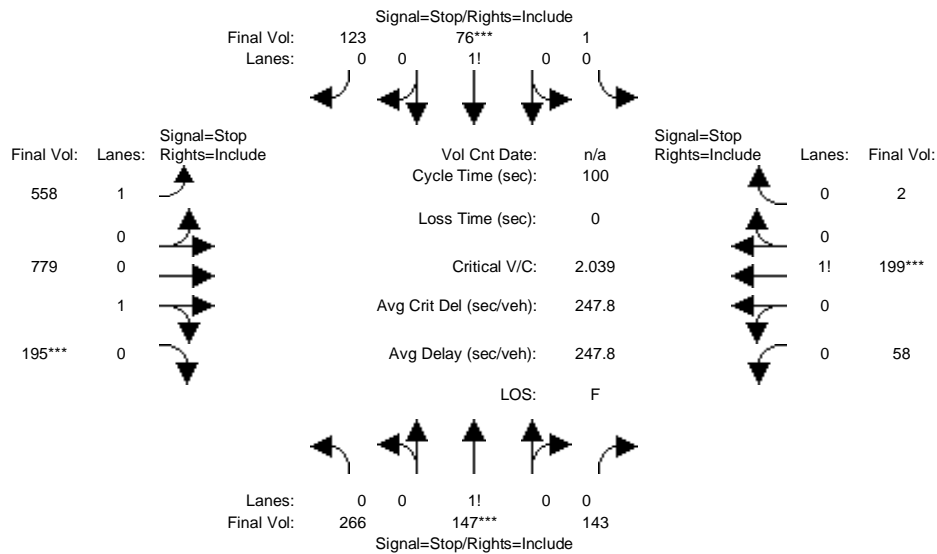 Signal=Stop/Rights=Include
Final Vol: 123 76*** 1
Lanes: 0 0 1! 0 0
Signal=Stop
Final Vol: Lanes: Rights=Include
Vol Cnt Date: n/a
Signal=Stop
Rights=Include Lanes: Final Vol:
Cycle Time (sec): 100
558 1
0 2
Loss Time (sec): 0
0
0
779 0
Critical V/C: 2.039
1! 199***
1
Avg Crit Del (sec/veh): 247.8
0
195*** 0
Avg Delay (sec/veh): 247.8
0 58
LOS: F
Lanes: 0 0 1! 0 0
Final Vol: 266 147*** 143
Signal=Stop/Rights=Include